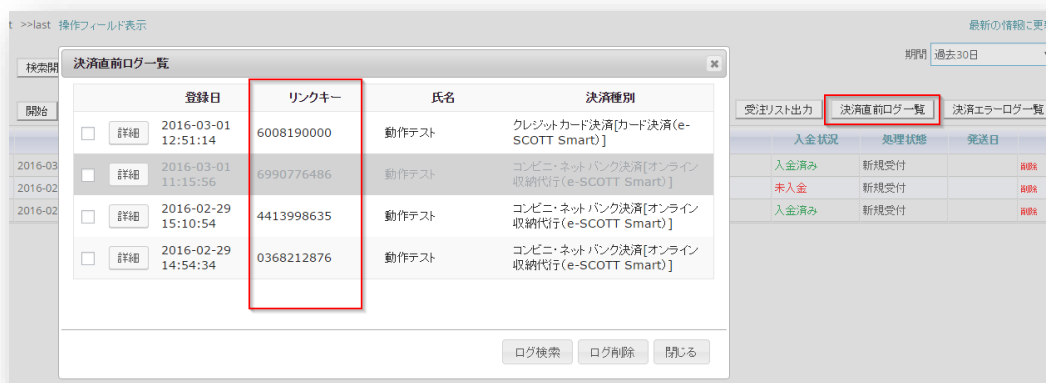 t >>last 操作フィールド表示
最新の情報に更新
検索開
期間 過去30日
開始
受注リスト出力 決済直前ログ一覧 決済エラーログ一覧
入金状況 処理状態 発送日
2016-03
入金済み 新規受付 削除
2016-02
未入金 新規受付 削除
2016-02
入金済み 新規受付 削除
決済直前ログ一覧
登録日 リンクキー 氏名 決済種別
詳細 2016-03-01
12:51:14
6008190000 動作テスト クレジットカード決済[カード決済(e-
SCOTT Smart)]
詳細 2016-03-01
11:15:56
6990776486 動作テスト コンビニ・ネットバンク決済[オンライン
収納代行(e-SCOTT Smart)]
詳細 2016-02-29
15:10:54
4413998635 動作テスト コンビニ・ネットバンク決済[オンライン
収納代行(e-SCOTT Smart)]
詳細 2016-02-29
14:54:34
0368212876 動作テスト コンビニ・ネットバンク決済[オンライン
収納代行(e-SCOTT Smart)]
ログ検索 ログ削除 閉じる